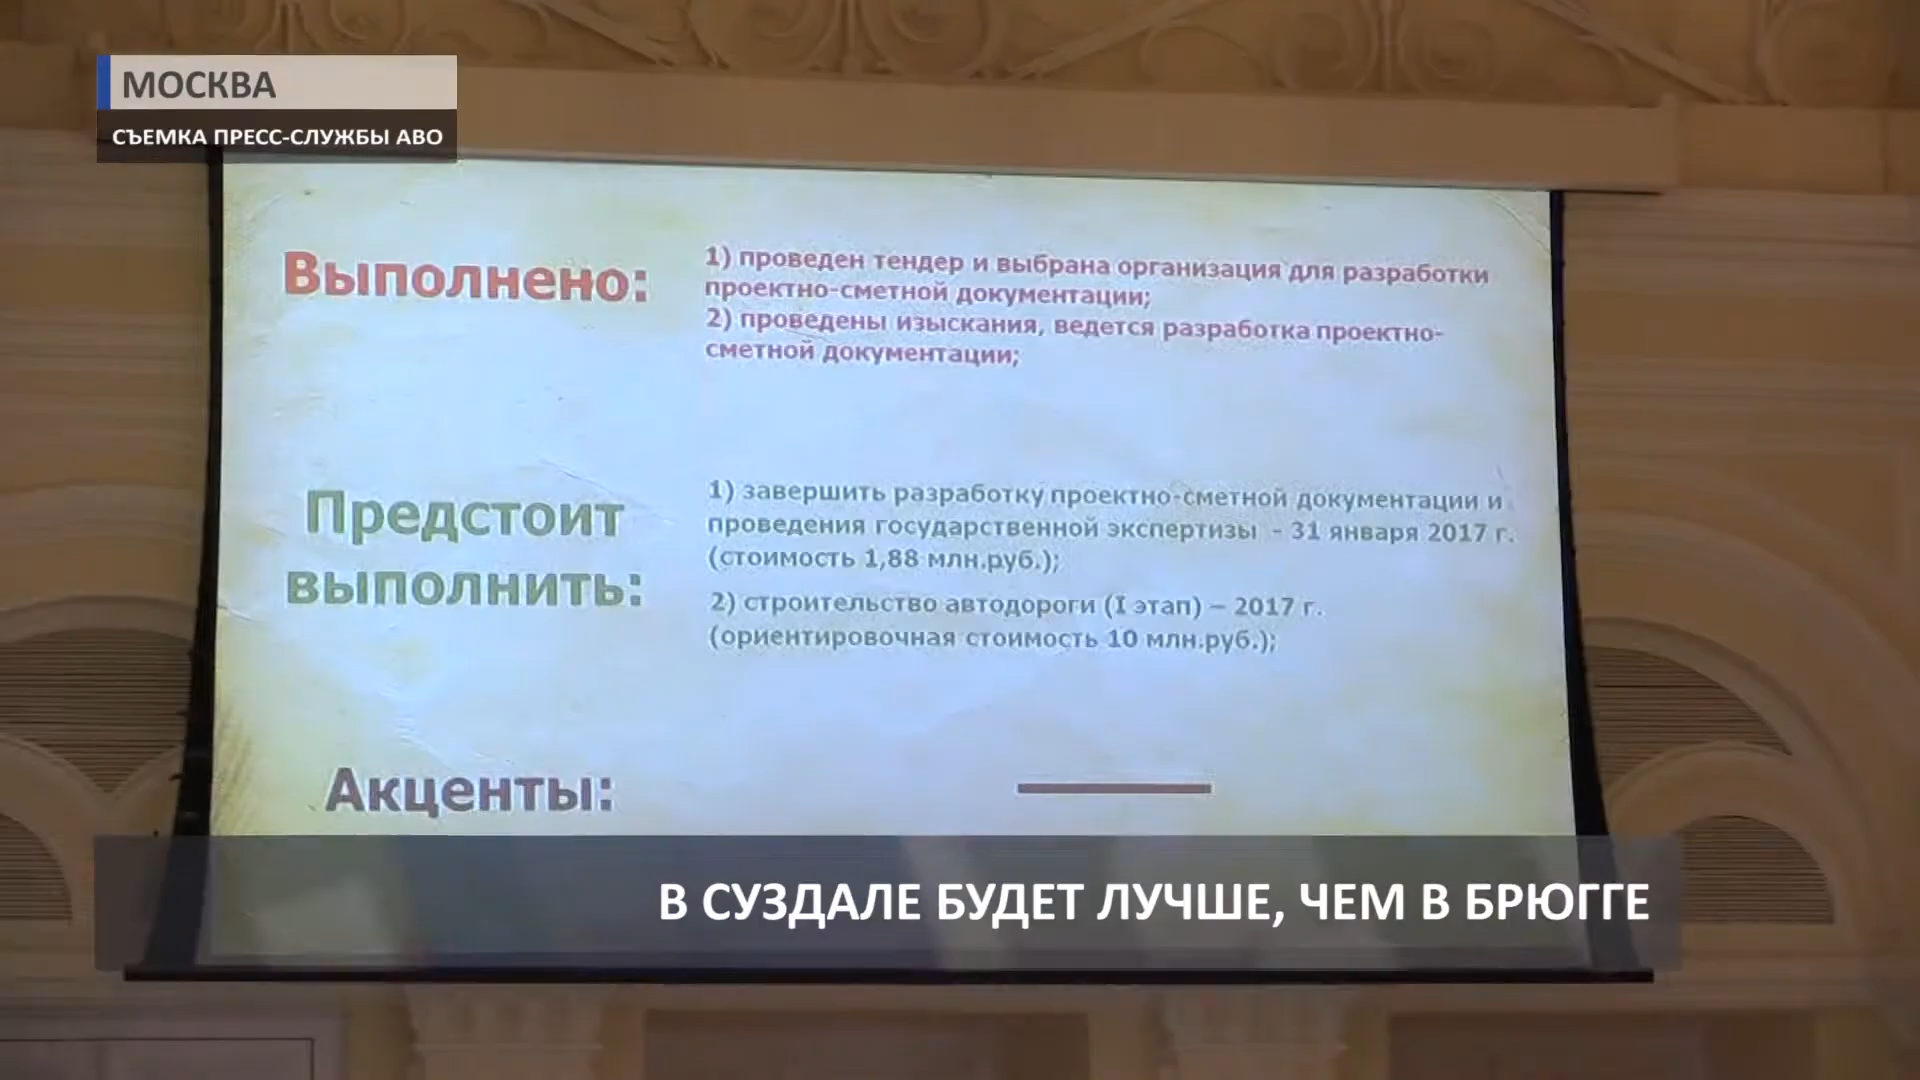 МОСКВА
СЪЕМКА ПРЕСС-СЛУЖБЫ АВО
Выполнено:
1) проведен тендер и выбрана организация для разработки
проектно-сметной документации;
2) проведены изыскания, ведется разработка проектно-
сметной документации;
Предстоит
выполнить:
1) завершить разработку проектно-сметной документации и
проведения государственной экспертизы - 31 января 2017 г.
(стоимость 1,88 млн.руб.);
2) строительство автодороги (I этап) – 2017 г.
(ориентировочная стоимость 10 млн.руб.);
Акценты:
В СУЗДАЛЕ БУДЕТ ЛУЧШЕ, ЧЕМ В БРЮГГЕ